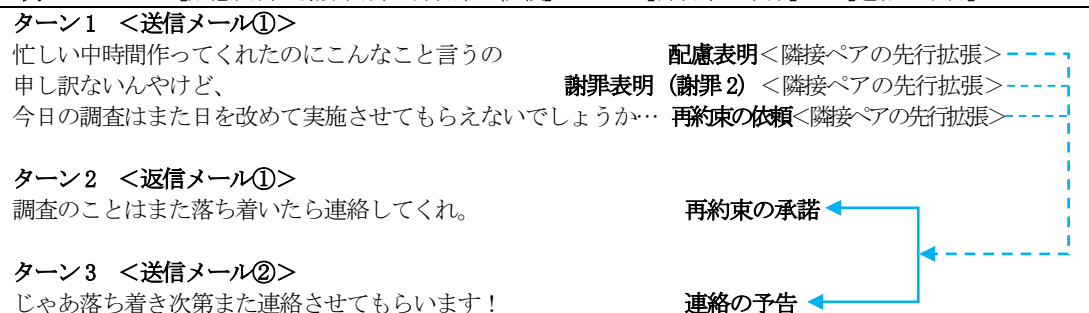 ターン1 <送信メール①>
忙しい中時間作ってくれたのにこんなこと言うの 配慮表明<隣接ペアの先行拡張>
申し訳ないんやけど、 謝罪表明(謝罪2)<隣接ペアの先行拡張>
今日の調査はまた日を改めて実施させてもらえないでしょうか… 再約束の依頼<隣接ペアの先行拡張>
ターン2 <返信メール①>
調査のことはまた落ち着いたら連絡してくれ。 再約束の承諾
ターン3 <送信メール②>
じゃあ落ち着き次第また連絡させてもらいます! 連絡の予告